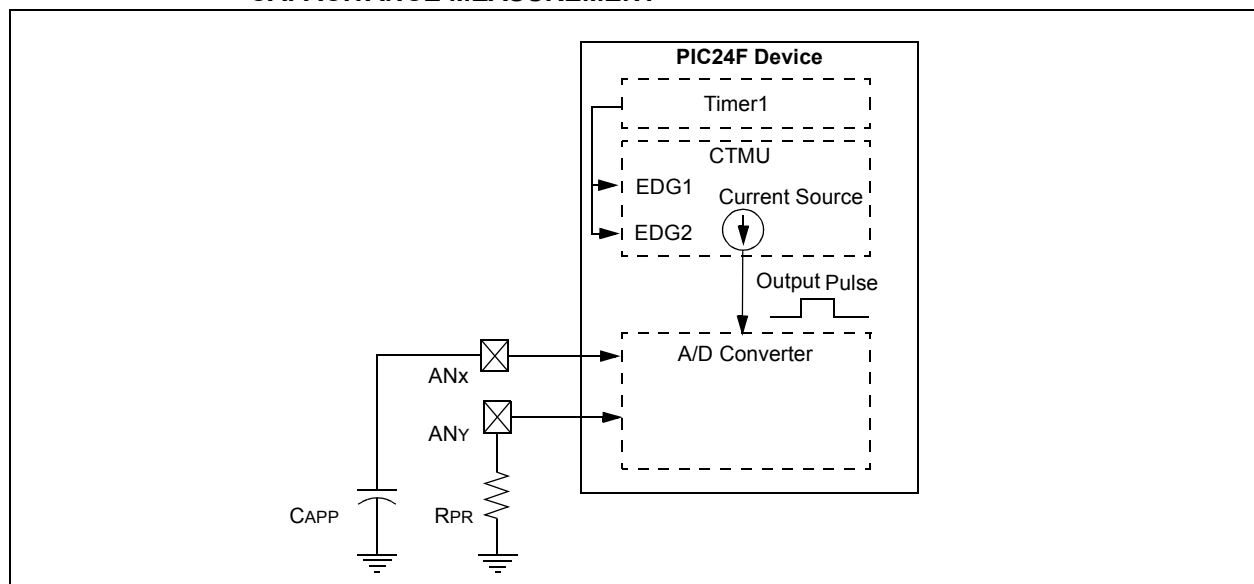 CAPACITANCE MEASUREMENT
PIC24F Device
Timer1
CTMU
EDG1
Current Source
EDG2
Output Pulse
A/D Converter
ANX
ANY
CAPP
RPR